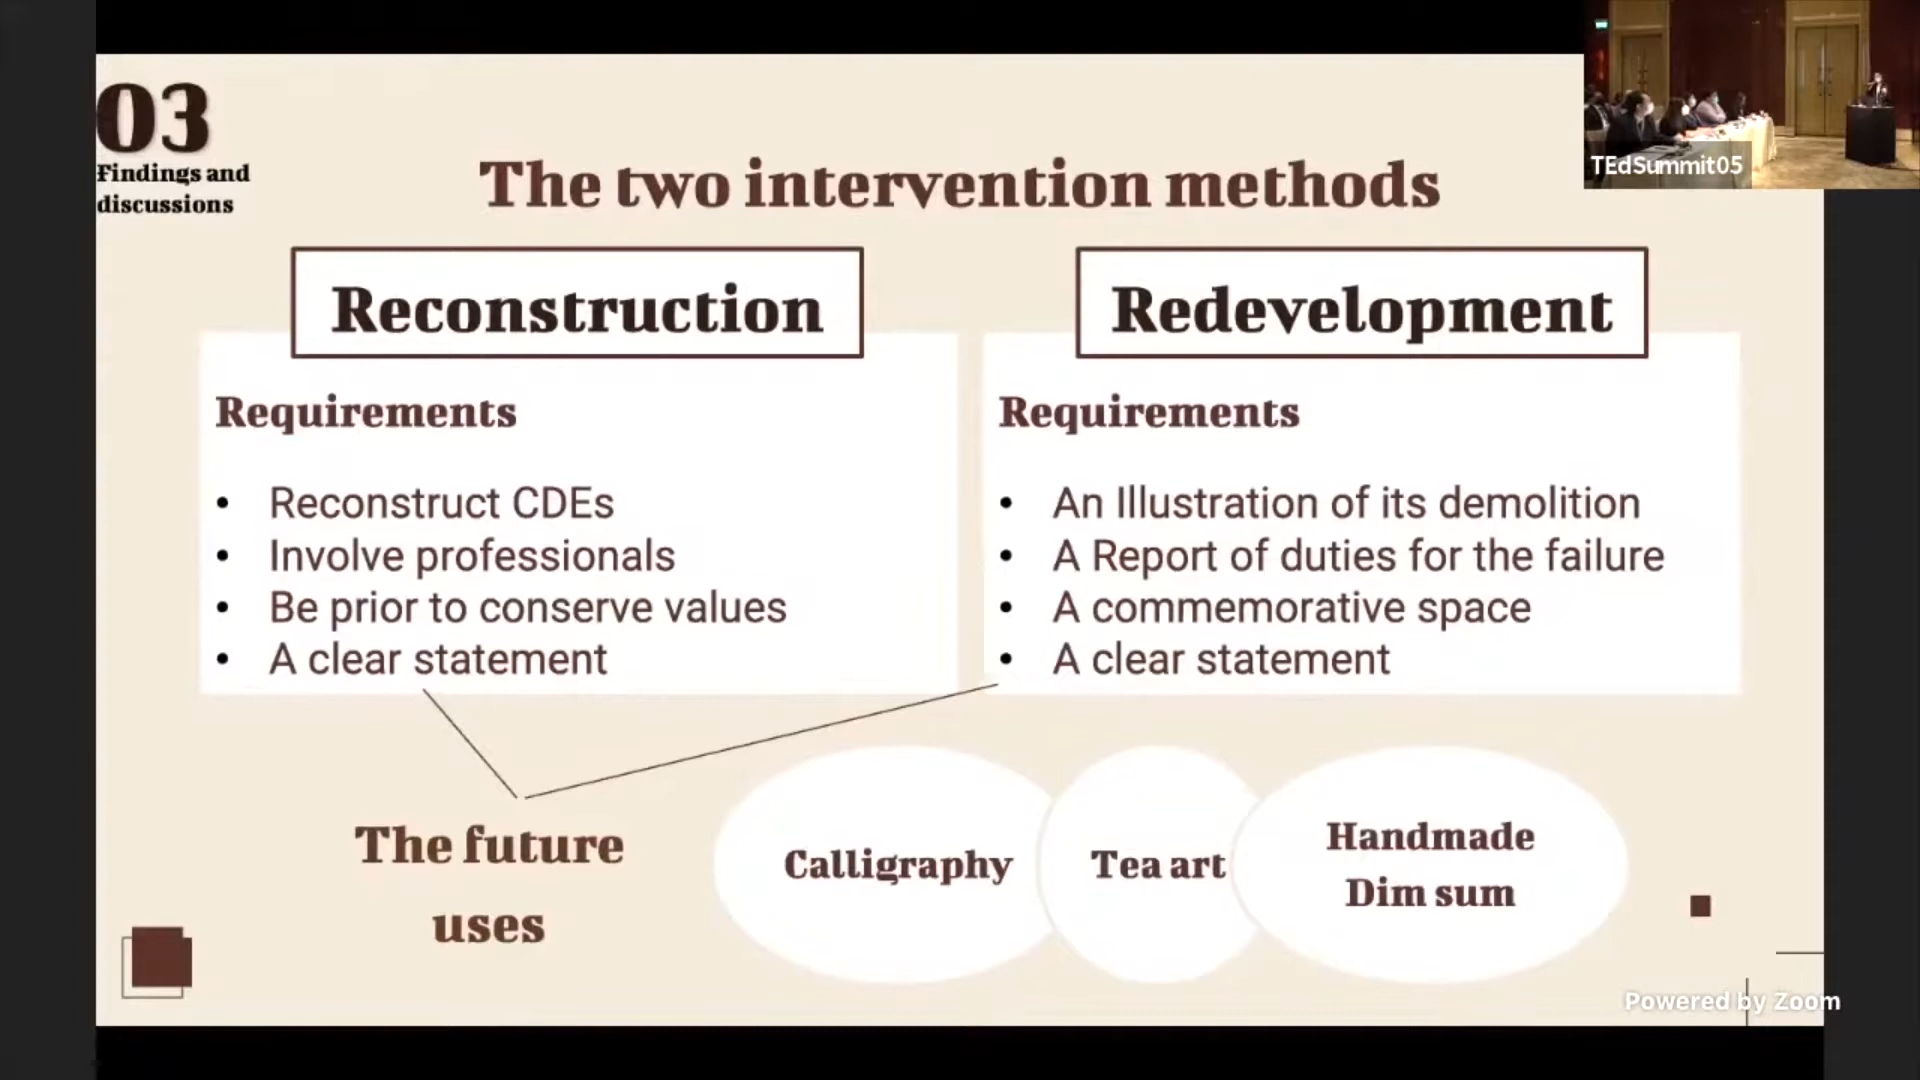 03
Findings and
discussions
The two intervention methods
TEdSummit05
Reconstruction
Requirements
• Reconstruct CDEs
• Involve professionals
• Be prior to conserve values
• A clear statement
Redevelopment
Requirements
• An Illustration of its demolition
• A Report of duties for the failure
• A commemorative space
• A clear statement
The future
uses
Calligraphy
Tea art
Handmade
Dim sum
Powered by Zoom